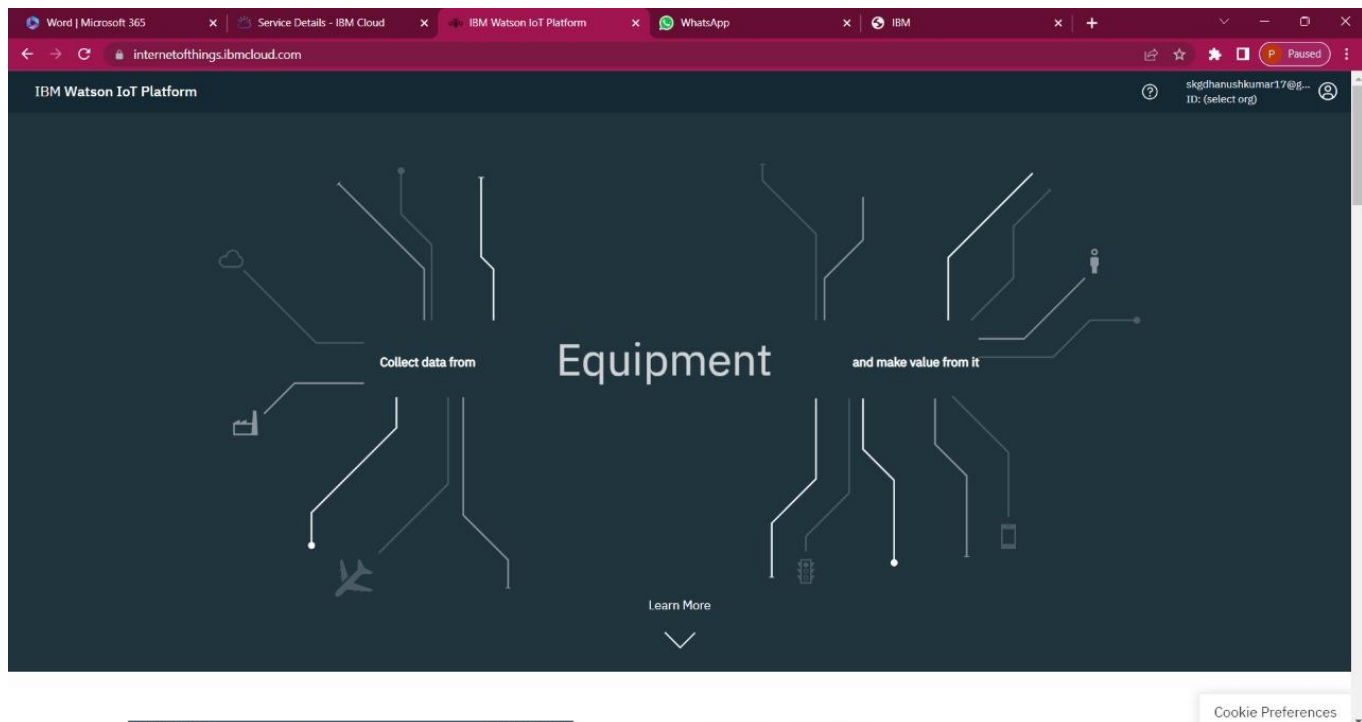 Word | Microsoft 365
Service Details - IBM Cloud
IBM Watson IoT Platform
WhatsApp
IBM
internetofthings.ibmcloud.com
P Paused
IBM Watson IoT Platform
skgdhanushkumar17@g...
ID: (select org)
Collect data from Equipment and make value from it
Learn More
Cookie Preferences